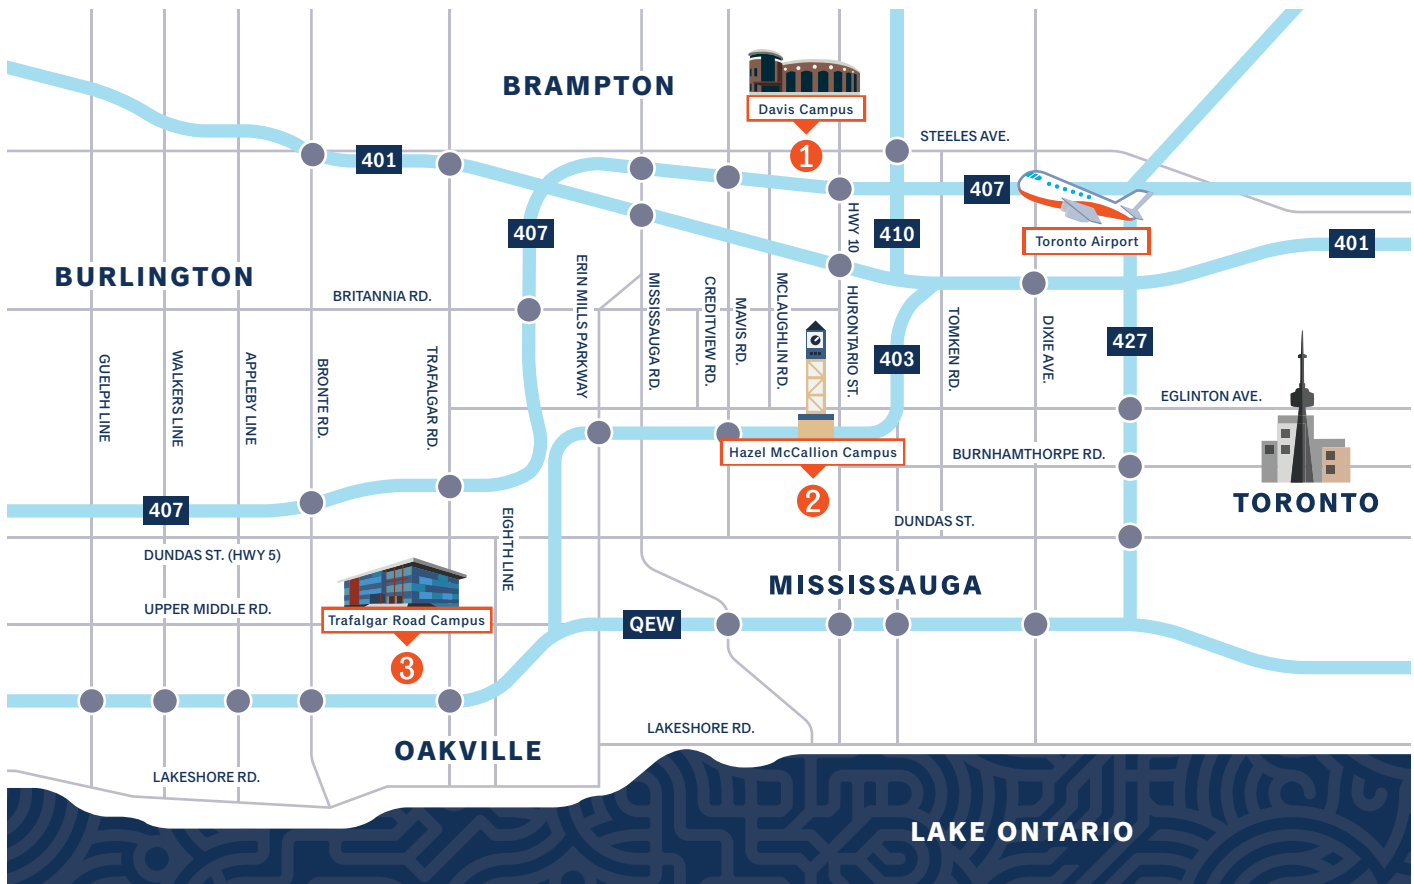 BRAMPTON
Davis Campus
1
STEELES AVE.
401
407
Toronto Airport
407
HWY 10
410
401
BURLINGTON
BRITANNIA RD.
ERIN MILLS PARKWAY
MISSISSAUGA RD.
CREDITVIEW RD.
MAVIS RD.
MCLAUGHLIN RD.
HURONTARIO ST.
403
TOMKEN RD.
DIXIE AVE.
427
GUELPH LINE
WALKERS LINE
APPLEBY LINE
BRONTE RD.
TRAFALGAR RD.
EGLINTON AVE.
Hazel McCallion Campus
2
BURNHAMTHORPE RD.
TORONTO
407
EIGHTH LINE
DUNDAS ST.
DUNDAS ST. (HWY 5)
MISSISSAUGA
UPPER MIDDLE RD.
Trafalgar Road Campus
3
QEW
LAKESHORE RD.
OAKVILLE
LAKESHORE RD.
LAKE ONTARIO